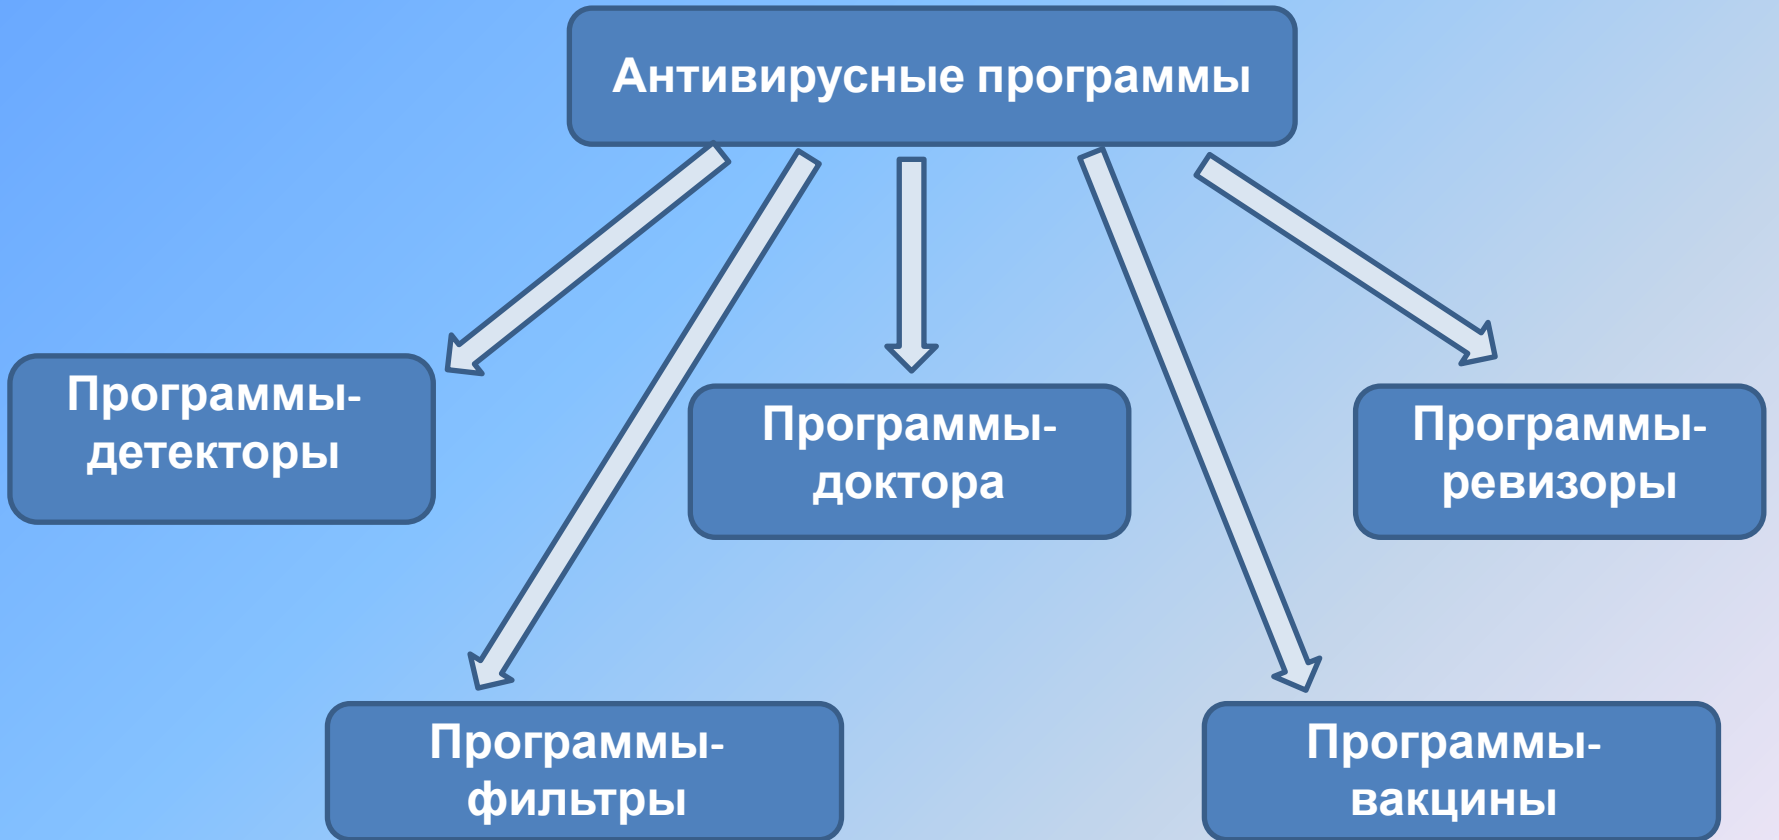 Антивирусные программы
Программы-
детекторы
Программы-
доктора
Программы-
ревизоры
Программы-
фильтры
Программы-
вакцины